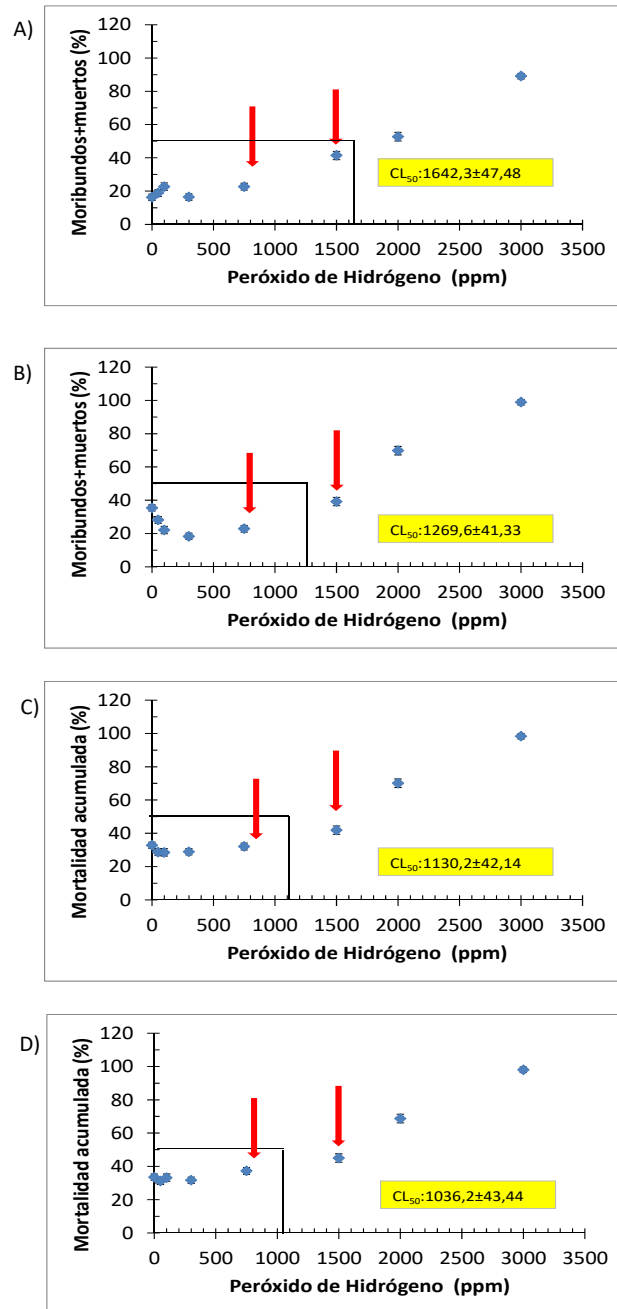 A)
Moribundos+muertos (%)
120
100
80
60
40
20
0
CL50:1642,3±47,48
0 500 1000 1500 2000 2500 3000 3500
Peróxido de Hidrógeno (ppm)
B)
Moribundos+muertos (%)
120
100
80
60
40
20
0
CL50:1269,6±41,33
0 500 1000 1500 2000 2500 3000 3500
Peróxido de Hidrógeno (ppm)
C)
Mortalidad acumulada (%)
120
100
80
60
40
20
0
CL50:1130,2±42,14
0 500 1000 1500 2000 2500 3000 3500
Peróxido de Hidrógeno (ppm)
D)
Mortalidad acumulada (%)
120
100
80
60
40
20
0
CL50:1036,2±43,44
0 500 1000 1500 2000 2500 3000 3500
Peróxido de Hidrógeno (ppm)